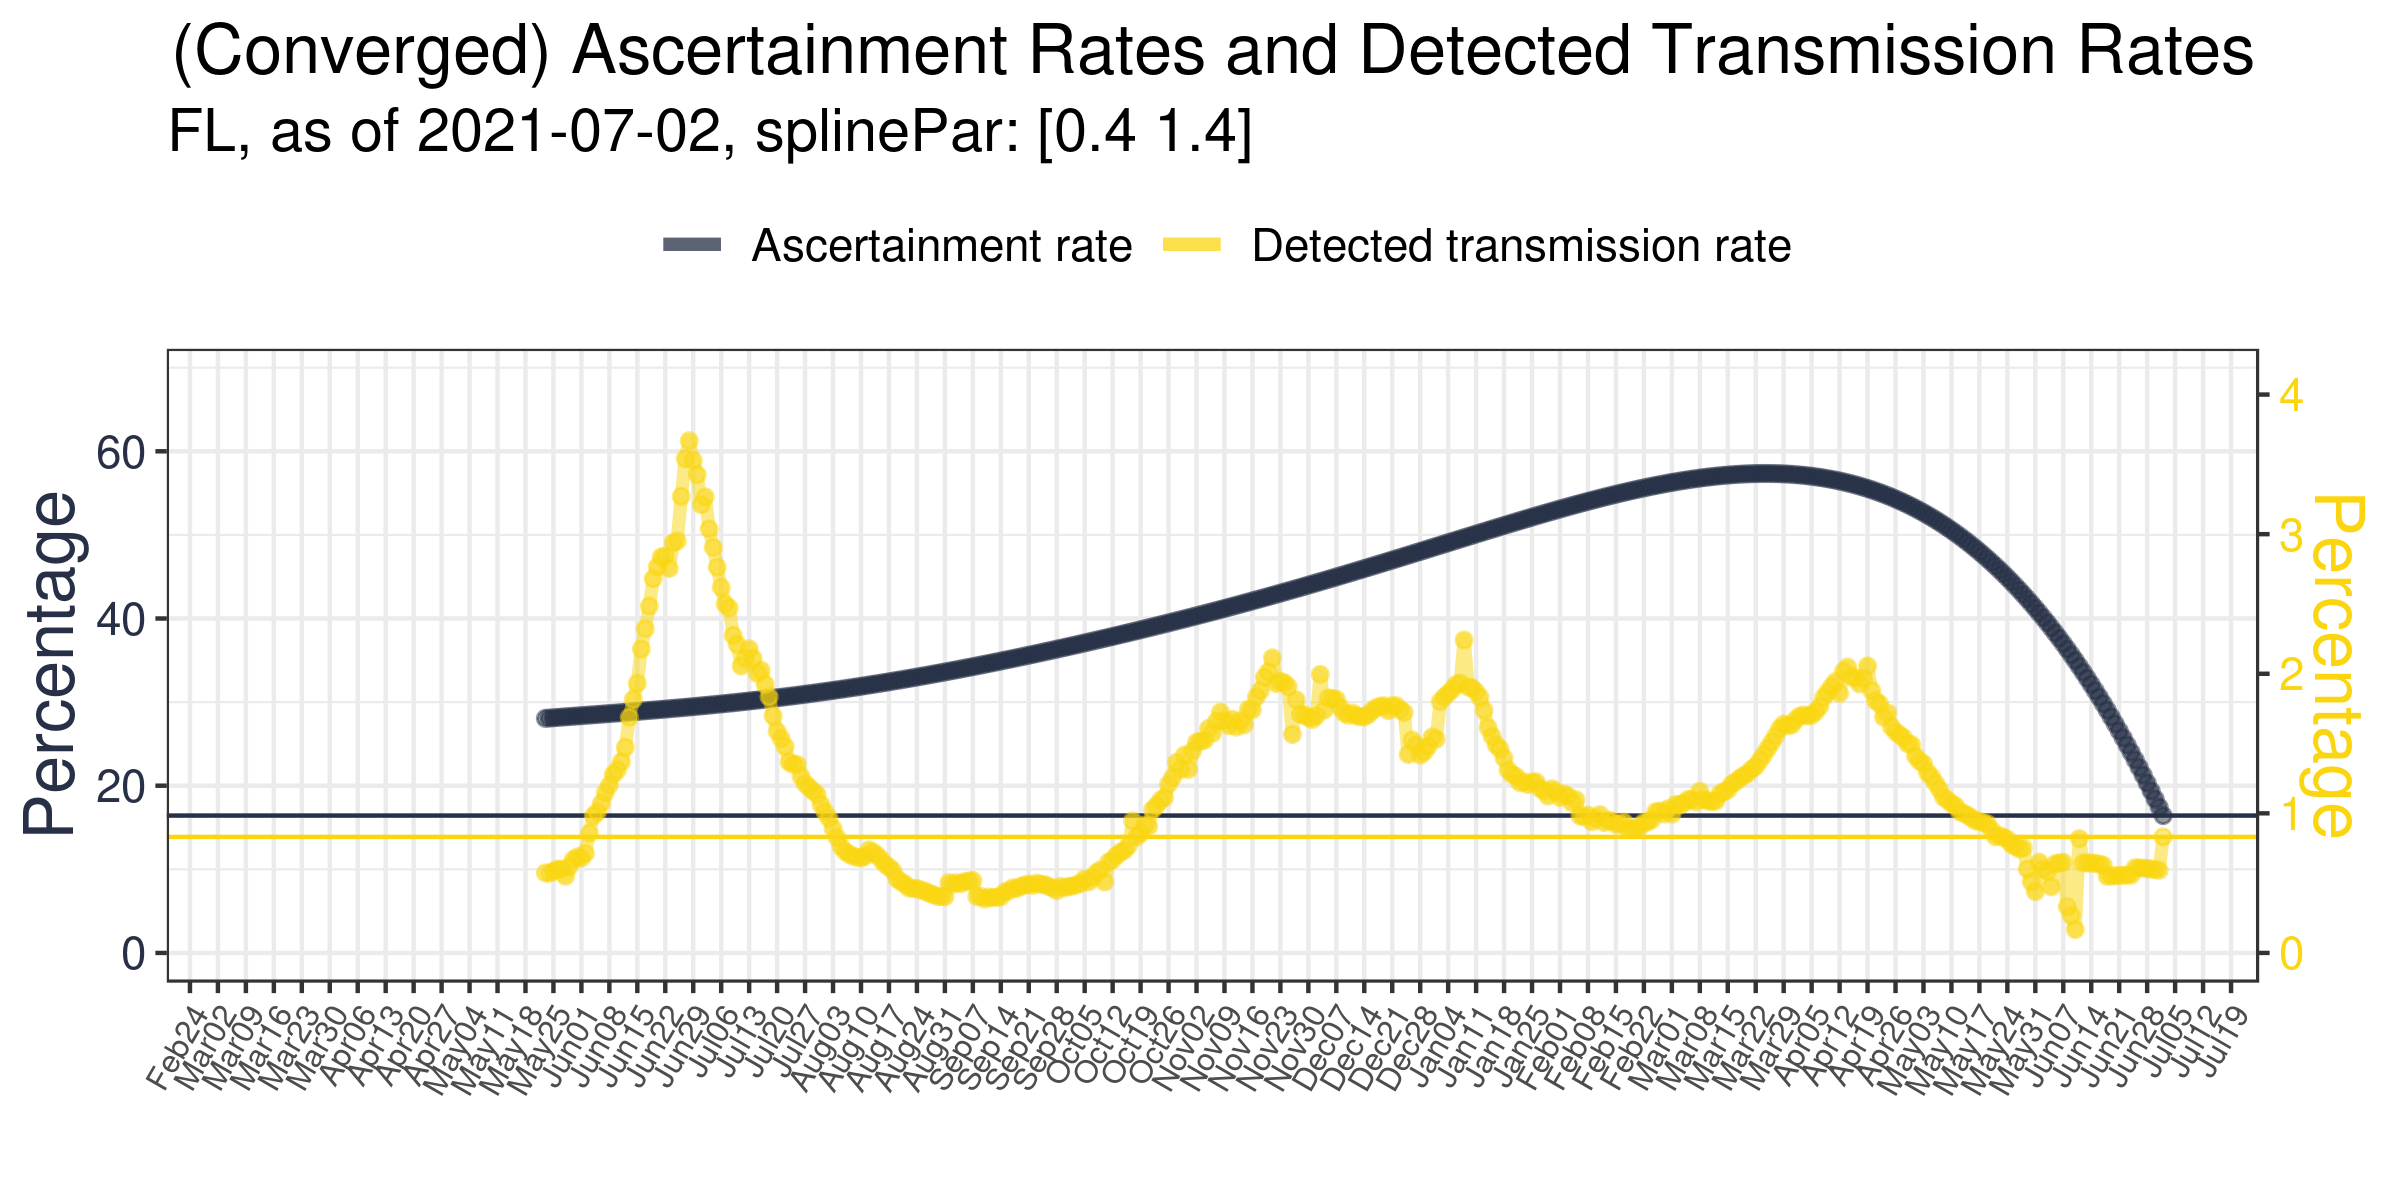 (Converged) Ascertainment Rates and Detected Transmission Rates
FL, as of 2021-07-02, splinePar: [0.4 1.4]
Ascertainment rate Detected transmission rate
Percentage
60
40
20
0
4
3
2
1
0
Percentage
Feb24 Mar02 Mar09 Mar16 Mar23 Mar30 Apr06 Apr13 Apr20 Apr27 May04 May11 May18 May25 Jun01 Jun08 Jun15 Jun22 Jun29 Jul06 Jul13 Jul20 Jul27 Aug03 Aug10 Aug17 Aug24 Aug31 Sep07 Sep14 Sep21 Sep28 Oct05 Oct12 Oct19 Oct26 Nov02 Nov09 Nov16 Nov23 Nov30 Dec07 Dec14 Dec21 Dec28 Jan04 Jan11 Jan18 Jan25 Feb01 Feb08 Feb15 Feb22 Mar01 Mar08 Mar15 Mar22 Mar29 Apr05 Apr12 Apr19 Apr26 May03 May10 May17 May24 May31 Jun07 Jun14 Jun21 Jun28 Jul05 Jul12 Jul19